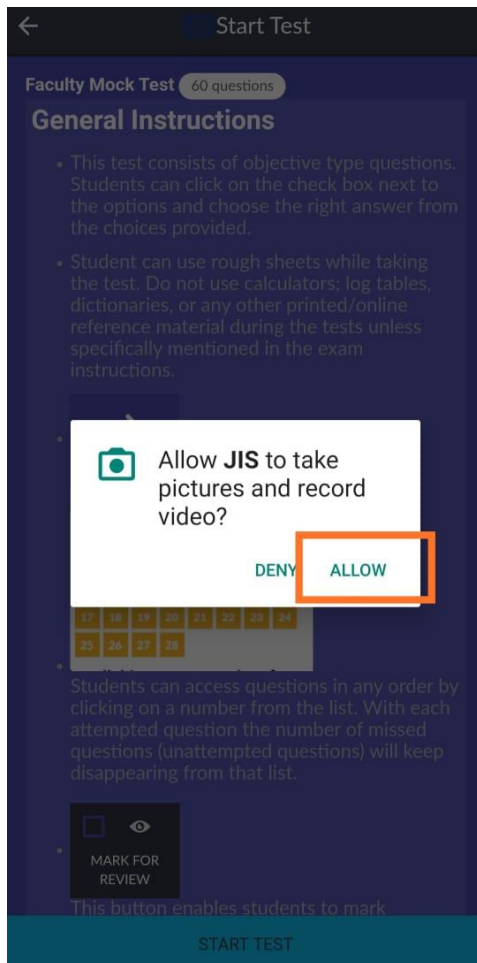 Start Test
Faculty Mock Test 60 questions
General Instructions
This test consists of objective type questions.
Students can click on the check box next to
the options and choose the right answer from
the choices provided.
Student can use rough sheets while taking
the test. Do not use calculators; log tables,
dictionaries, or any other printed/online
reference material during the tests unless
specifically mentioned in the exam
instructions.
Allow JIS to take
pictures and record
video?
DENY ALLOW
17 18 19 20 21 22 23 24
25 26 27 28
Students can access questions in any order by
clicking on a number from the list. With each
attempted question the number of missed
questions (unattempted questions) will keep
disappearing from that list.
MARK FOR
REVIEW
This button enables students to mark
START TEST